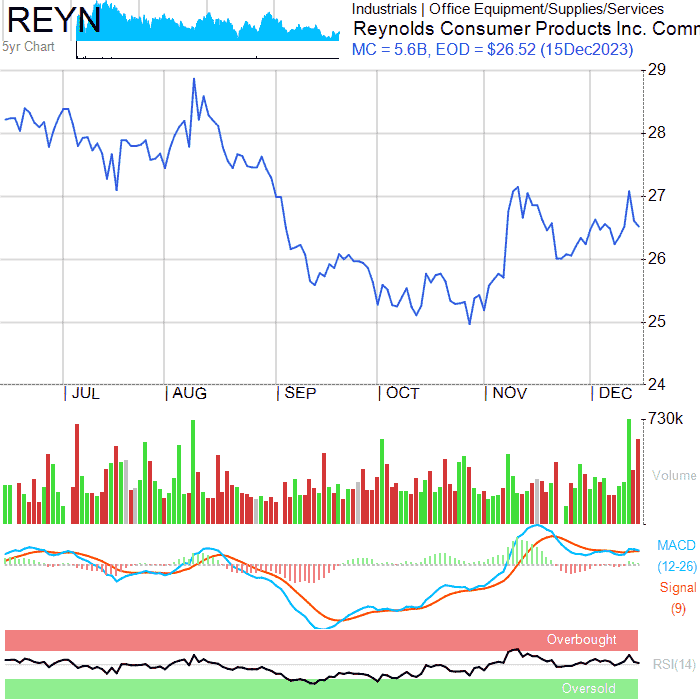 REYN
5yr Chart
Industrials | Office Equipment/Supplies/Services
Reynolds Consumer Products Inc. Comm
MC = 5.6B, EOD = $26.52 (15Dec2023)
29
28
27
26
25
24
| JUL | AUG | SEP | OCT | NOV | DEC
730k
Volume
MACD
(12-26)
Signal
(9)
Overbought
RSI(14)
Oversold